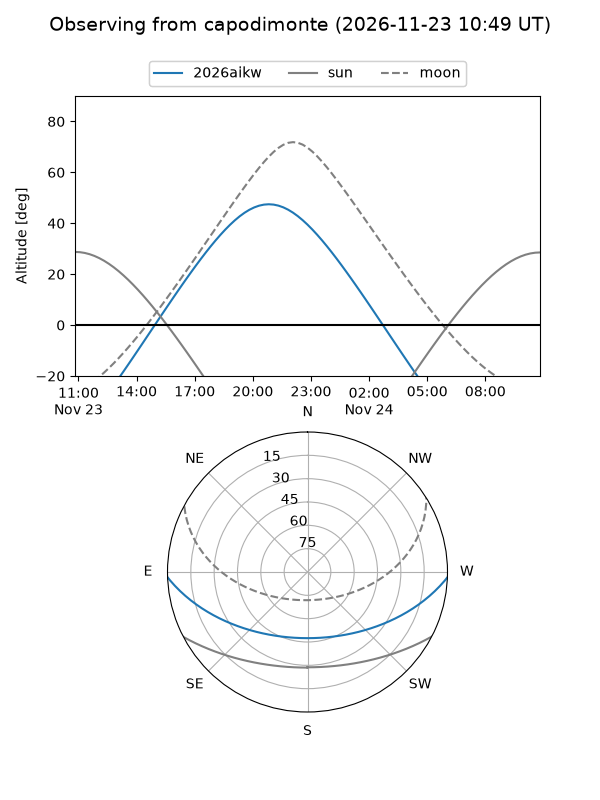 Observing from capodimonte (2026-11-23 10:49 UT)
2026aikw sun moon
Altitude [deg]
80
60
40
20
0
−20
11:00 14:00 17:00 20:00 23:00 02:00 05:00 08:00
Nov 23 Nov 24
N
NE NW
15
30
45
60
75
E W
SE SW
S